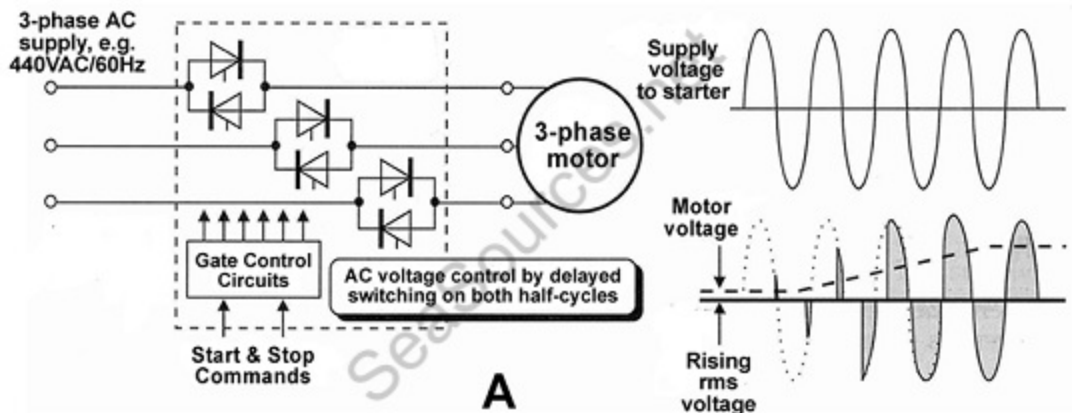 3-phase AC
supply, e.g.
440VAC/60Hz
3-phase
motor
Gate Control
Circuits
AC voltage control by delayed
switching on both half-cycles
Start & Stop
Commands
A
Supply
voltage
to starter
Motor
voltage
Rising
rms
voltage
SeaSources.net